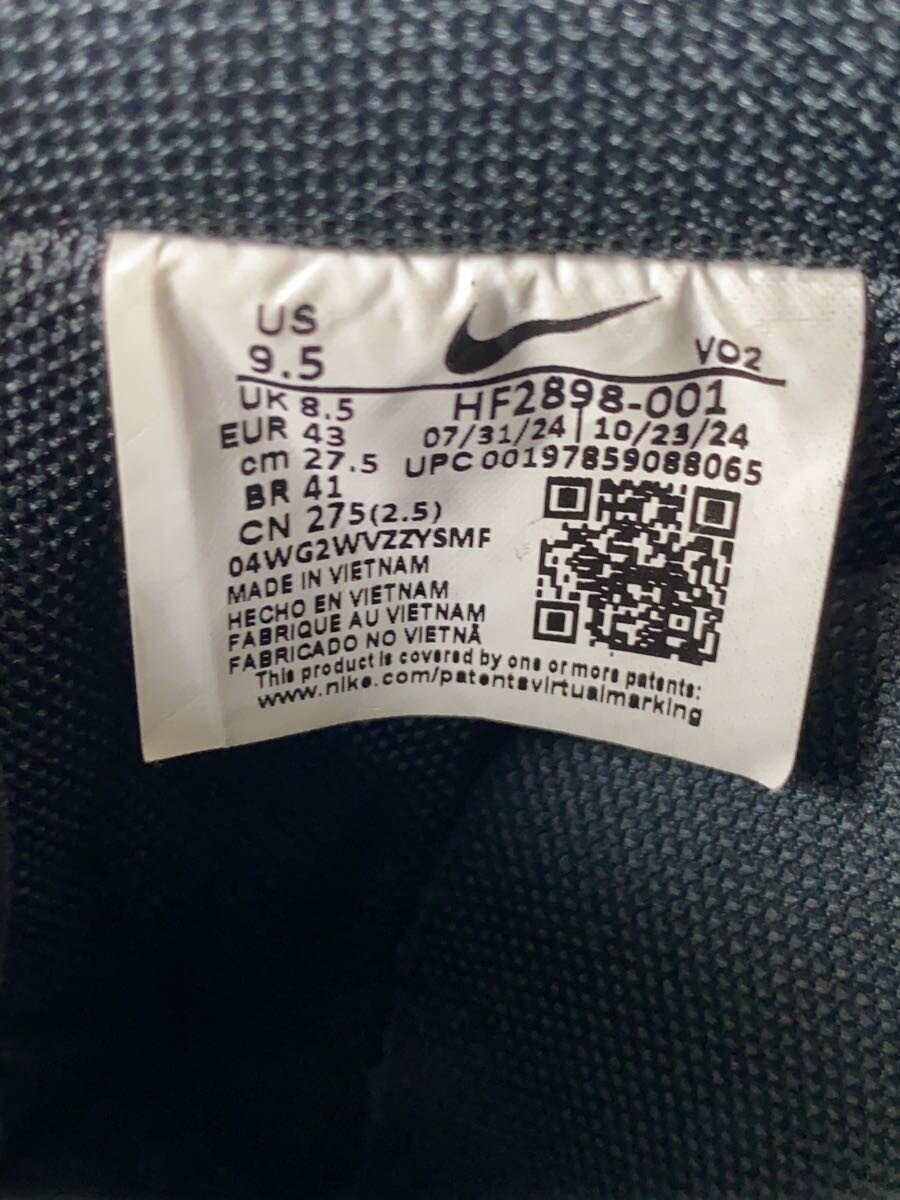 US
9.5
VO2
UK 8.5
HF2898-001
EUR 43
07/31/24 | 10/23/24
cm 27.5
UPC 00197859088065
BR 41
CN 275(2.5)
04WG2WVZZYSMF
MADE IN VIETNAM
HECHO EN VIETNAM
FABRIQUE AU VIETNAM
FABRICADO NO VIETNÃ
This product is covered by one or more patents:
www.nike.com/patentsvirtualmarking